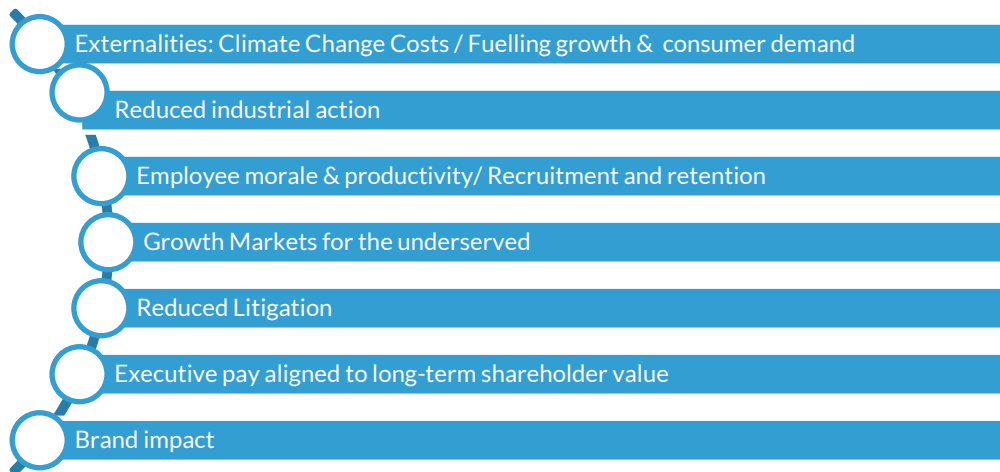 Externalities: Climate Change Costs / Fuelling growth & consumer demand
Reduced industrial action
Employee morale & productivity/ Recruitment and retention
Growth Markets for the underserved
Reduced Litigation
Executive pay aligned to long-term shareholder value
Brand impact